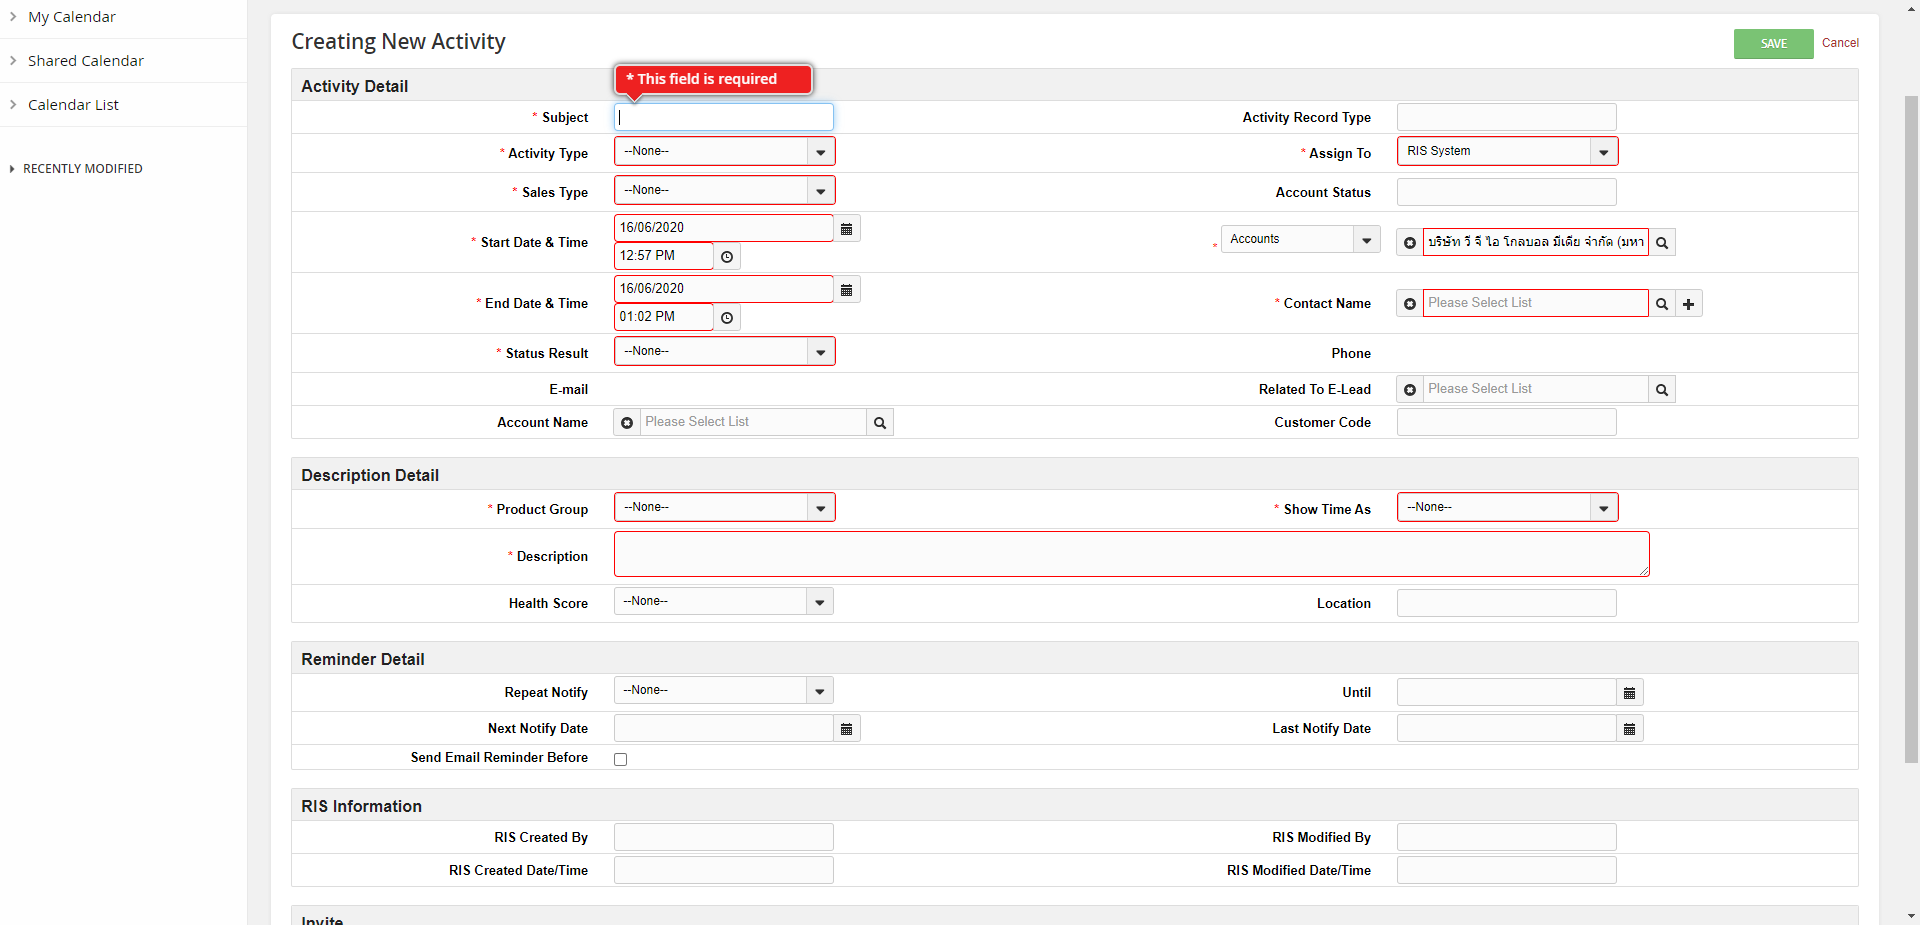 My Calendar
Shared Calendar
Calendar List
RECENTLY MODIFIED
Creating New Activity
SAVE Cancel
* This field is required
Activity Detail
* Subject Activity Record Type
* Activity Type --None-- * Assign To RIS System
* Sales Type --None-- Account Status
* Start Date & Time 16/06/2020 12:57 PM * Accounts บริษัท วี จี ไอ โกลบอล มีเดีย จำกัด (มหา
* End Date & Time 16/06/2020 01:02 PM * Contact Name Please Select List
* Status Result --None-- Phone
E-mail Related To E-Lead Please Select List
Account Name Please Select List Customer Code
Description Detail
* Product Group --None-- * Show Time As --None--
* Description
Health Score --None-- Location
Reminder Detail
Repeat Notify --None-- Until
Next Notify Date Last Notify Date
Send Email Reminder Before
RIS Information
RIS Created By RIS Modified By
RIS Created Date/Time RIS Modified Date/Time
Invite